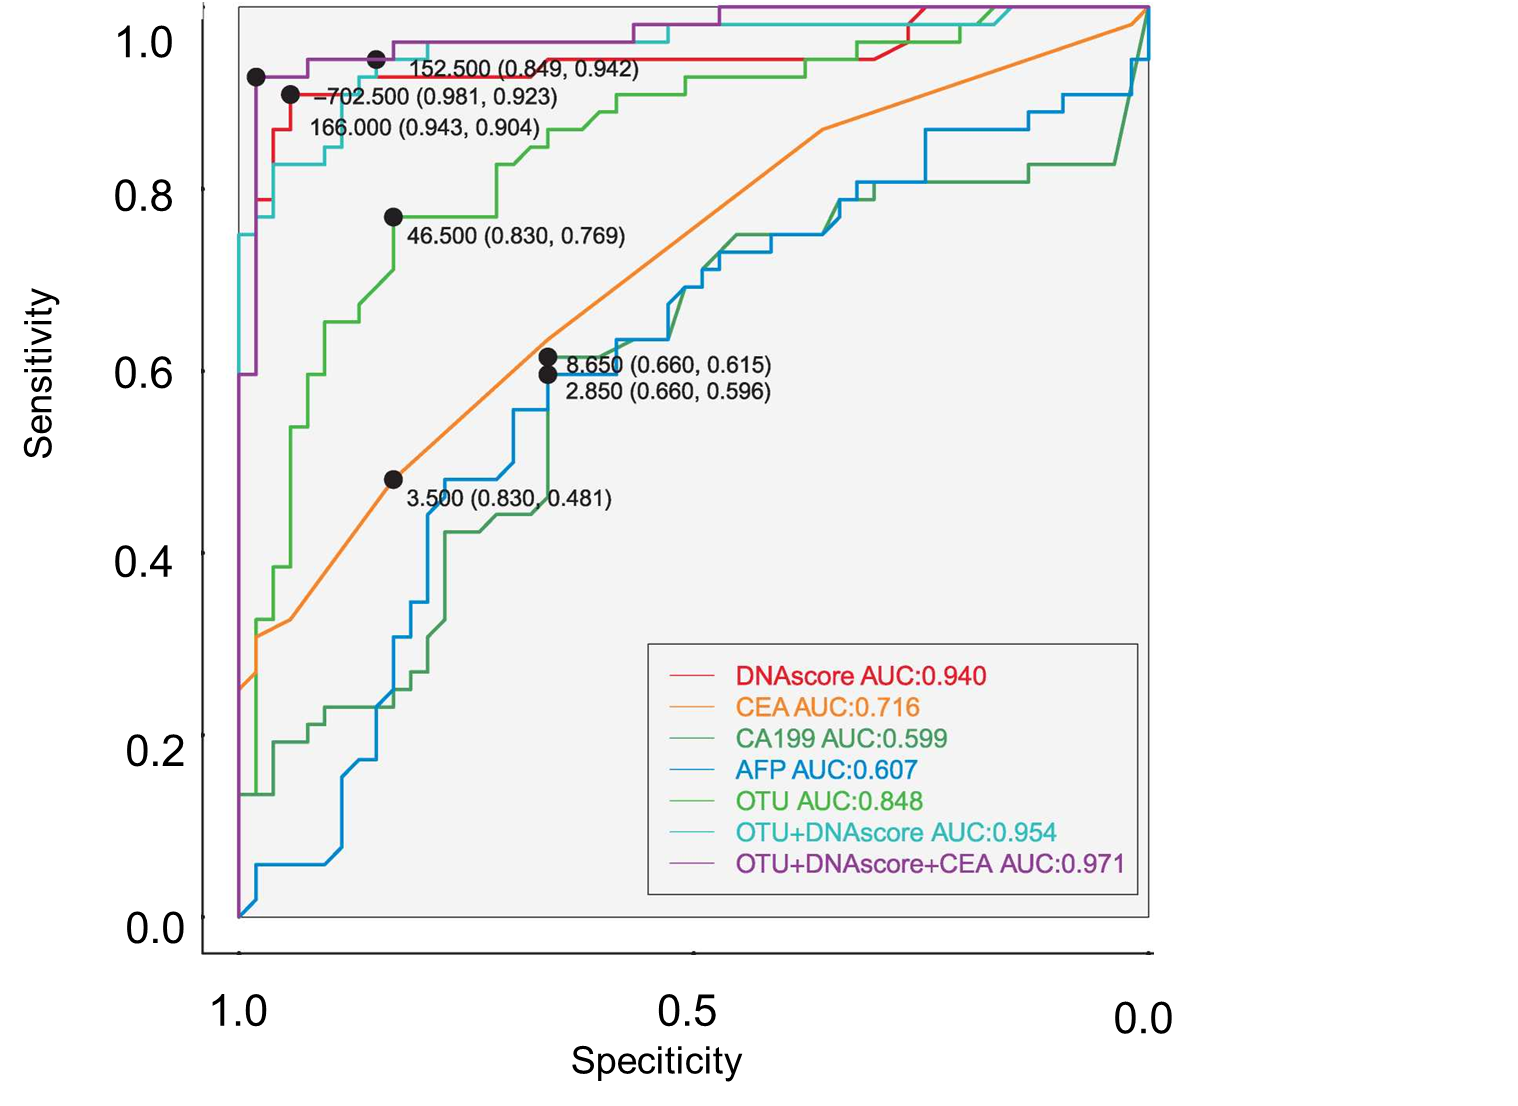 1.0
0.8
0.6
0.4
0.2
0.0
Sensitivity
152.500 (0.849, 0.942)
−702.500 (0.981, 0.923)
166.000 (0.943, 0.904)
46.500 (0.830, 0.769)
8.650 (0.660, 0.615)
2.850 (0.660, 0.596)
3.500 (0.830, 0.481)
DNAscore AUC:0.940
CEA AUC:0.716
CA199 AUC:0.599
AFP AUC:0.607
OTU AUC:0.848
OTU+DNAscore AUC:0.954
OTU+DNAscore+CEA AUC:0.971
1.0 0.5 0.0
Speciticity